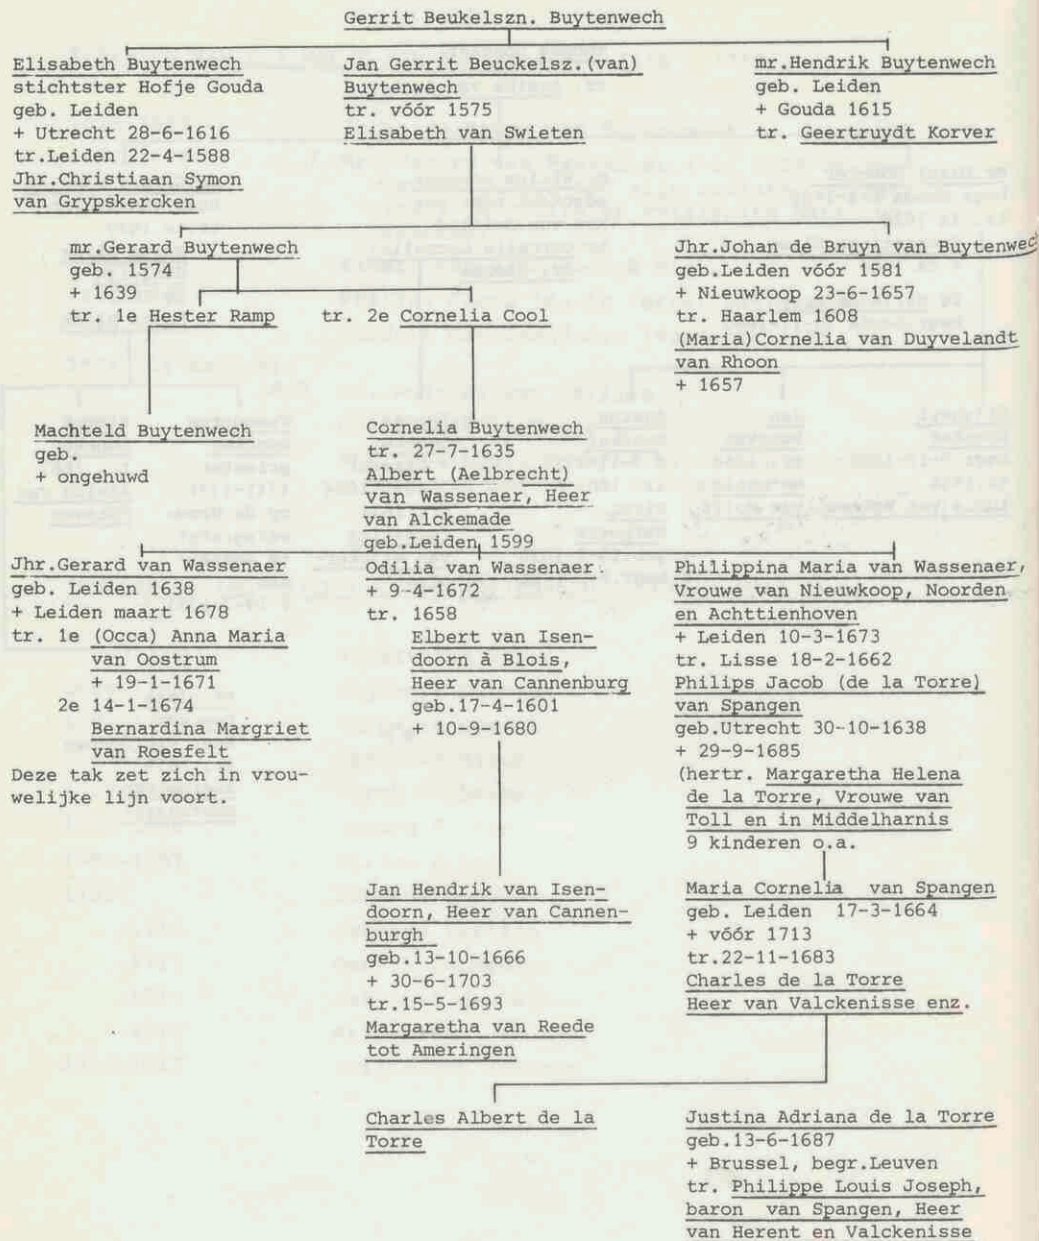 Gerrit Beukelszn. Buytenwech
Elisabeth Buytenwech
stichtster Hofje Gouda
geb. Leiden
+ Utrecht 28-6-1616
tr.Leiden 22-4-1588
Jhr.Christiaan Symon
van Grypskercken
Jan Gerrit Beuckelsz.(van)
Buytenwech
tr. vóór 1575
Elisabeth van Swieten
mr.Hendrik Buytenwech
geb. Leiden
+ Gouda 1615
tr. Geertruydt Korver
mr.Gerard Buytenwech
geb. 1574
+ 1639
tr. 1e Hester Ramp
tr. 2e Cornelia Cool
Jhr.Johan de Bruyn van Buytenwec
geb.Leiden vóór 1581
+ Nieuwkoop 23-6-1657
tr. Haarlem 1608
(Maria)Cornelia van Duyvelandt
van Rhoon
+ 1657
Machteld Buytenwech
geb.
+ ongehuwd
Cornelia Buytenwech
tr. 27-7-1635
Albert (Aelbrecht)
van Wassenaer, Heer
van Alckemade
geb.Leiden 1599
Jhr.Gerard van Wassenaer
geb. Leiden 1638
+ Leiden maart 1678
tr. 1e (Occa) Anna Maria
van Oostrum
+ 19-1-1671
2e 14-1-1674
Bernardina Margriet
van Roesfelt
Deze tak zet zich in vrou-
welijke lijn voort.
Odilia van Wassenaer
+ 9-4-1672
tr. 1658
Elbert van Isen-
doorn à Blois,
Heer van Cannenburg
geb.17-4-1601
+ 10-9-1680
Philippina Maria van Wassenaer,
Vrouwe van Nieuwkoop, Noorden
en Achttienhoven
+ Leiden 10-3-1673
tr. Lisse 18-2-1662
Philips Jacob (de la Torre)
van Spangen
geb.Utrecht 30-10-1638
+ 29-9-1685
(hertr. Margaretha Helena
de la Torre, Vrouwe van
Toll en in Middelharnis
9 kinderen o.a.
Jan Hendrik van Isen-
doorn, Heer van Cannen-
burgh
geb.13-10-1666
+ 30-6-1703
tr.15-5-1693
Margaretha van Reede
tot Ameringen
Maria Cornelia van Spangen
geb. Leiden 17-3-1664
+ vóór 1713
tr.22-11-1683
Charles de la Torre
Heer van Valckenisse enz.
Charles Albert de la
Torre
Justina Adriana de la Torre
geb.13-6-1687
+ Brussel, begr.Leuven
tr. Philippe Louis Joseph,
baron van Spangen, Heer
van Herent en Valckenisse